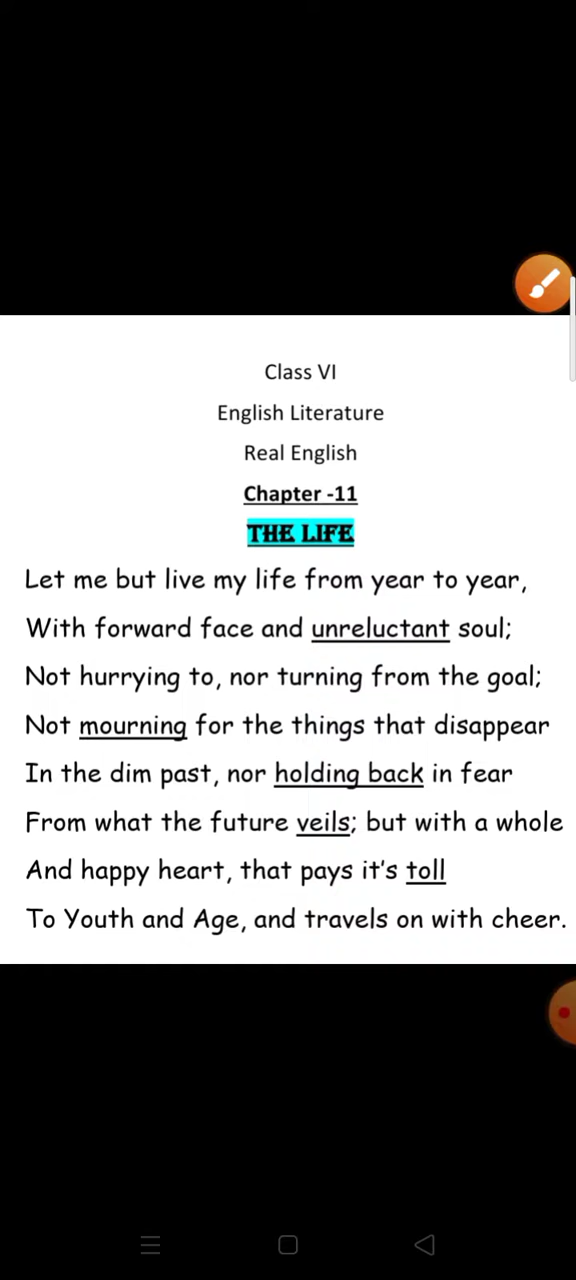 Class VI
English Literature
Real English
Chapter -11
THE LIFE
Let me but live my life from year to year,
With forward face and unreluctant soul;
Not hurrying to, nor turning from the goal;
Not mourning for the things that disappear
In the dim past, nor holding back in fear
From what the future veils; but with a whole
And happy heart, that pays it's toll
To Youth and Age, and travels on with cheer.